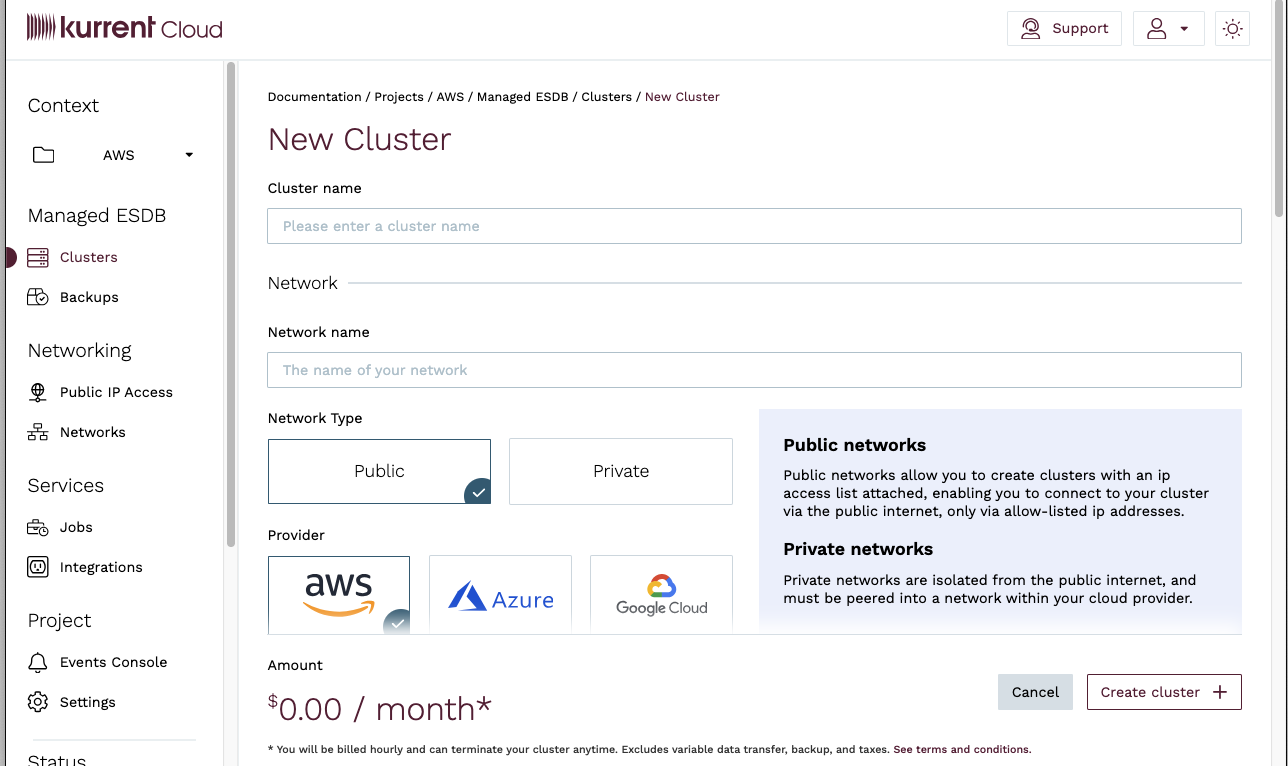 kurrent Cloud
Support
Context
AWS
Managed ESDB
Clusters
Backups
Networking
Public IP Access
Networks
Services
Jobs
Integrations
Project
Events Console
Settings
Status
Documentation / Projects / AWS / Managed ESDB / Clusters / New Cluster
New Cluster
Cluster name
Please enter a cluster name
Network
Network name
The name of your network
Network Type
Public
Private
Provider
aws
Azure
Google Cloud
Public networks
Public networks allow you to create clusters with an ip
access list attached, enabling you to connect to your cluster
via the public internet, only via allow-listed ip addresses.
Private networks
Private networks are isolated from the public internet, and
must be peered into a network within your cloud provider.
Amount
$0.00 / month*
Cancel
Create cluster
* You will be billed hourly and can terminate your cluster anytime. Excludes variable data transfer, backup, and taxes. See terms and conditions.